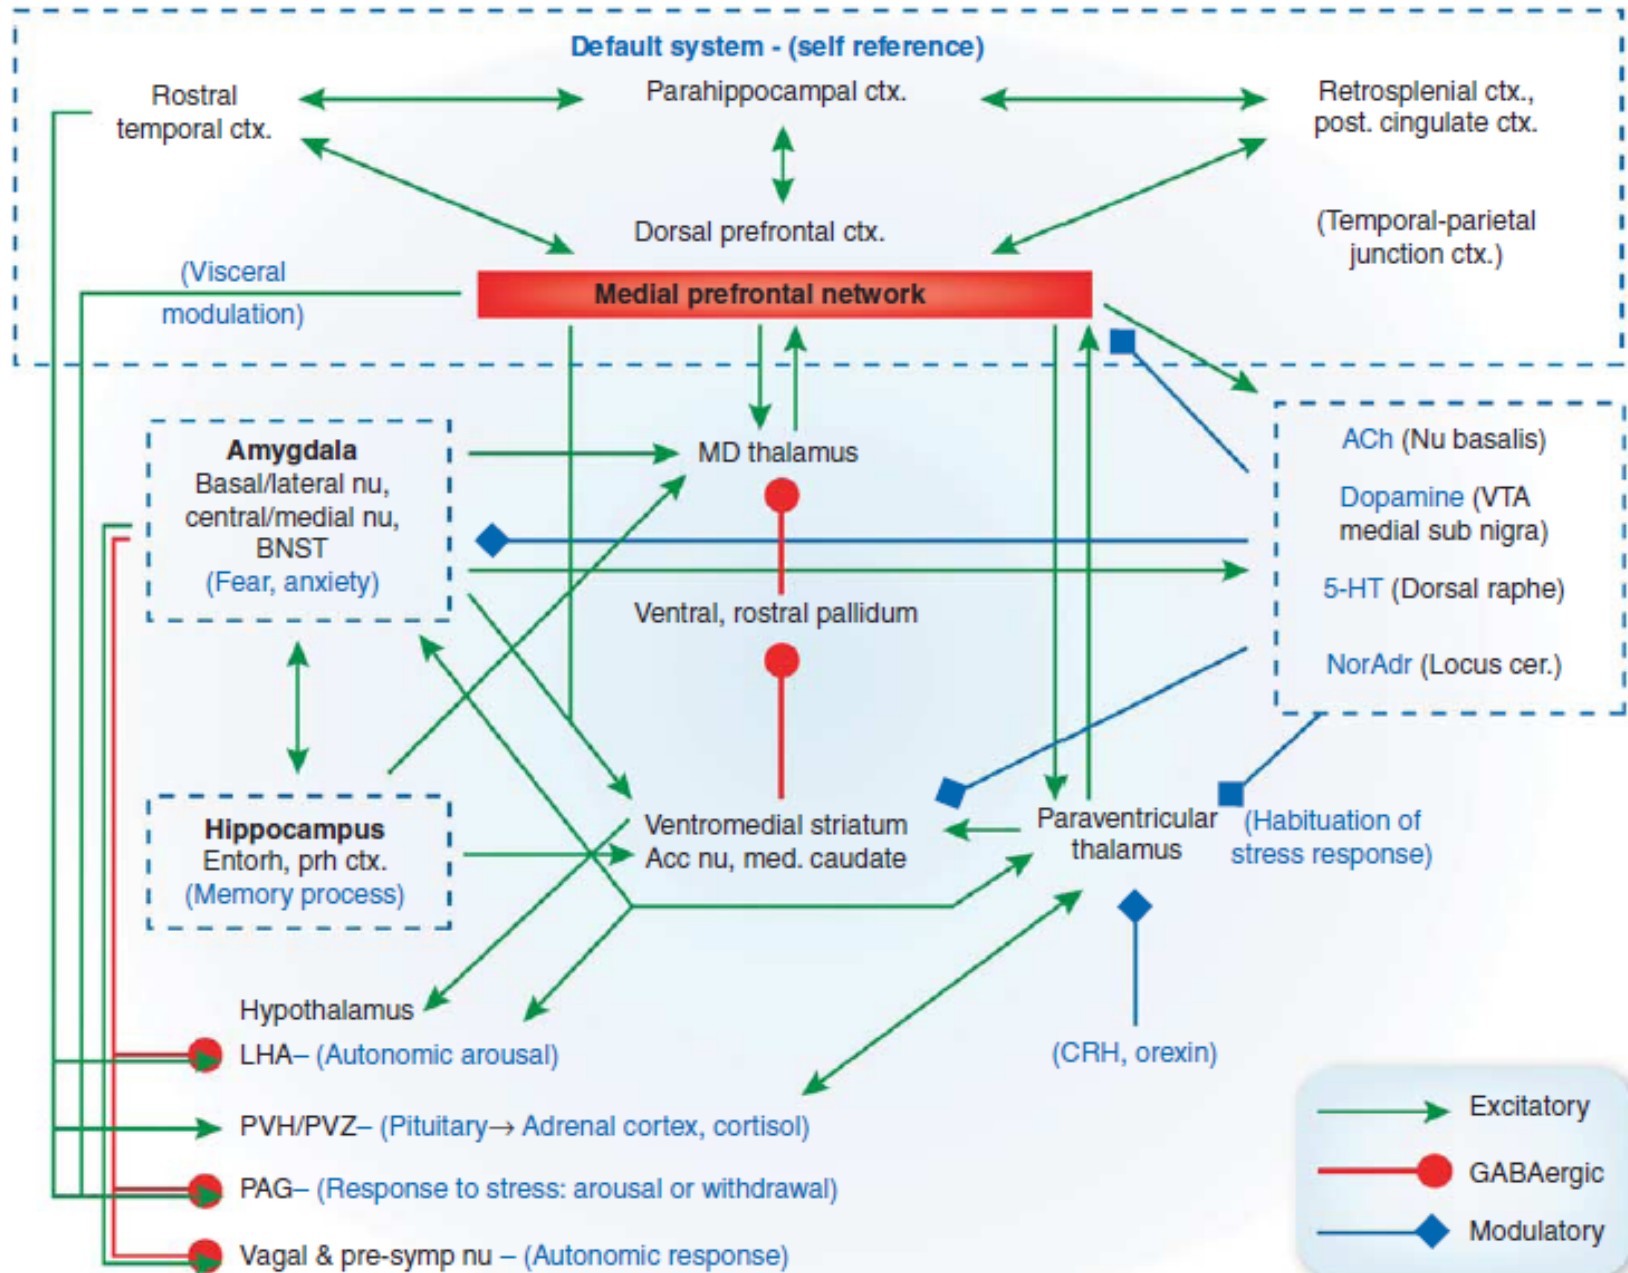 Default system - (self reference)
Rostral
temporal ctx.
Parahippocampal ctx.
Retrosplenial ctx.,
post. cingulate ctx.
Dorsal prefrontal ctx.
(Temporal-parietal
junction ctx.)
(Visceral
modulation)
Medial prefrontal network
Amygdala
Basal/lateral nu,
central/medial nu,
BNST
(Fear, anxiety)
MD thalamus
ACh (Nu basalis)
Dopamine (VTA
medial sub nigra)
5-HT (Dorsal raphe)
NorAdr (Locus cer.)
Ventral, rostral pallidum
Hippocampus
Entorh, prh ctx.
(Memory process)
Ventromedial striatum
Acc nu, med. caudate
Paraventricular
thalamus
(Habituation of
stress response)
Hypothalamus
LHA– (Autonomic arousal)
(CRH, orexin)
PVH/PVZ– (Pituitary→ Adrenal cortex, cortisol)
PAG– (Response to stress: arousal or withdrawal)
Vagal & pre-symp nu – (Autonomic response)
Excitatory
GABAergic
Modulatory